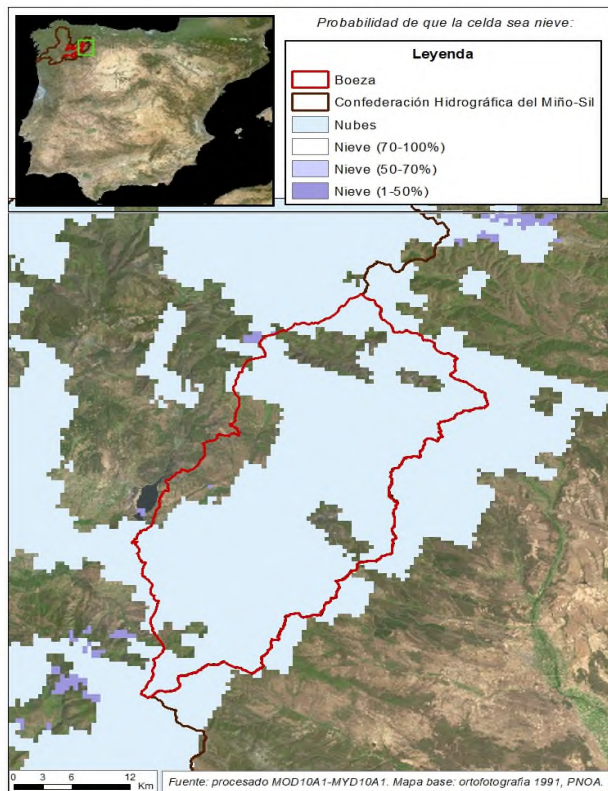 Probabilidad de que la celda sea nieve:
Leyenda
Boeza
Confederación Hidrográfica del Miño-Sil
Nubes
Nieve (70-100%)
Nieve (50-70%)
Nieve (1-50%)
0 3 6 12
Km
Fuente: procesado MOD10A1-MYD10A1. Mapa base: ortofotografía 1991, PNOA.